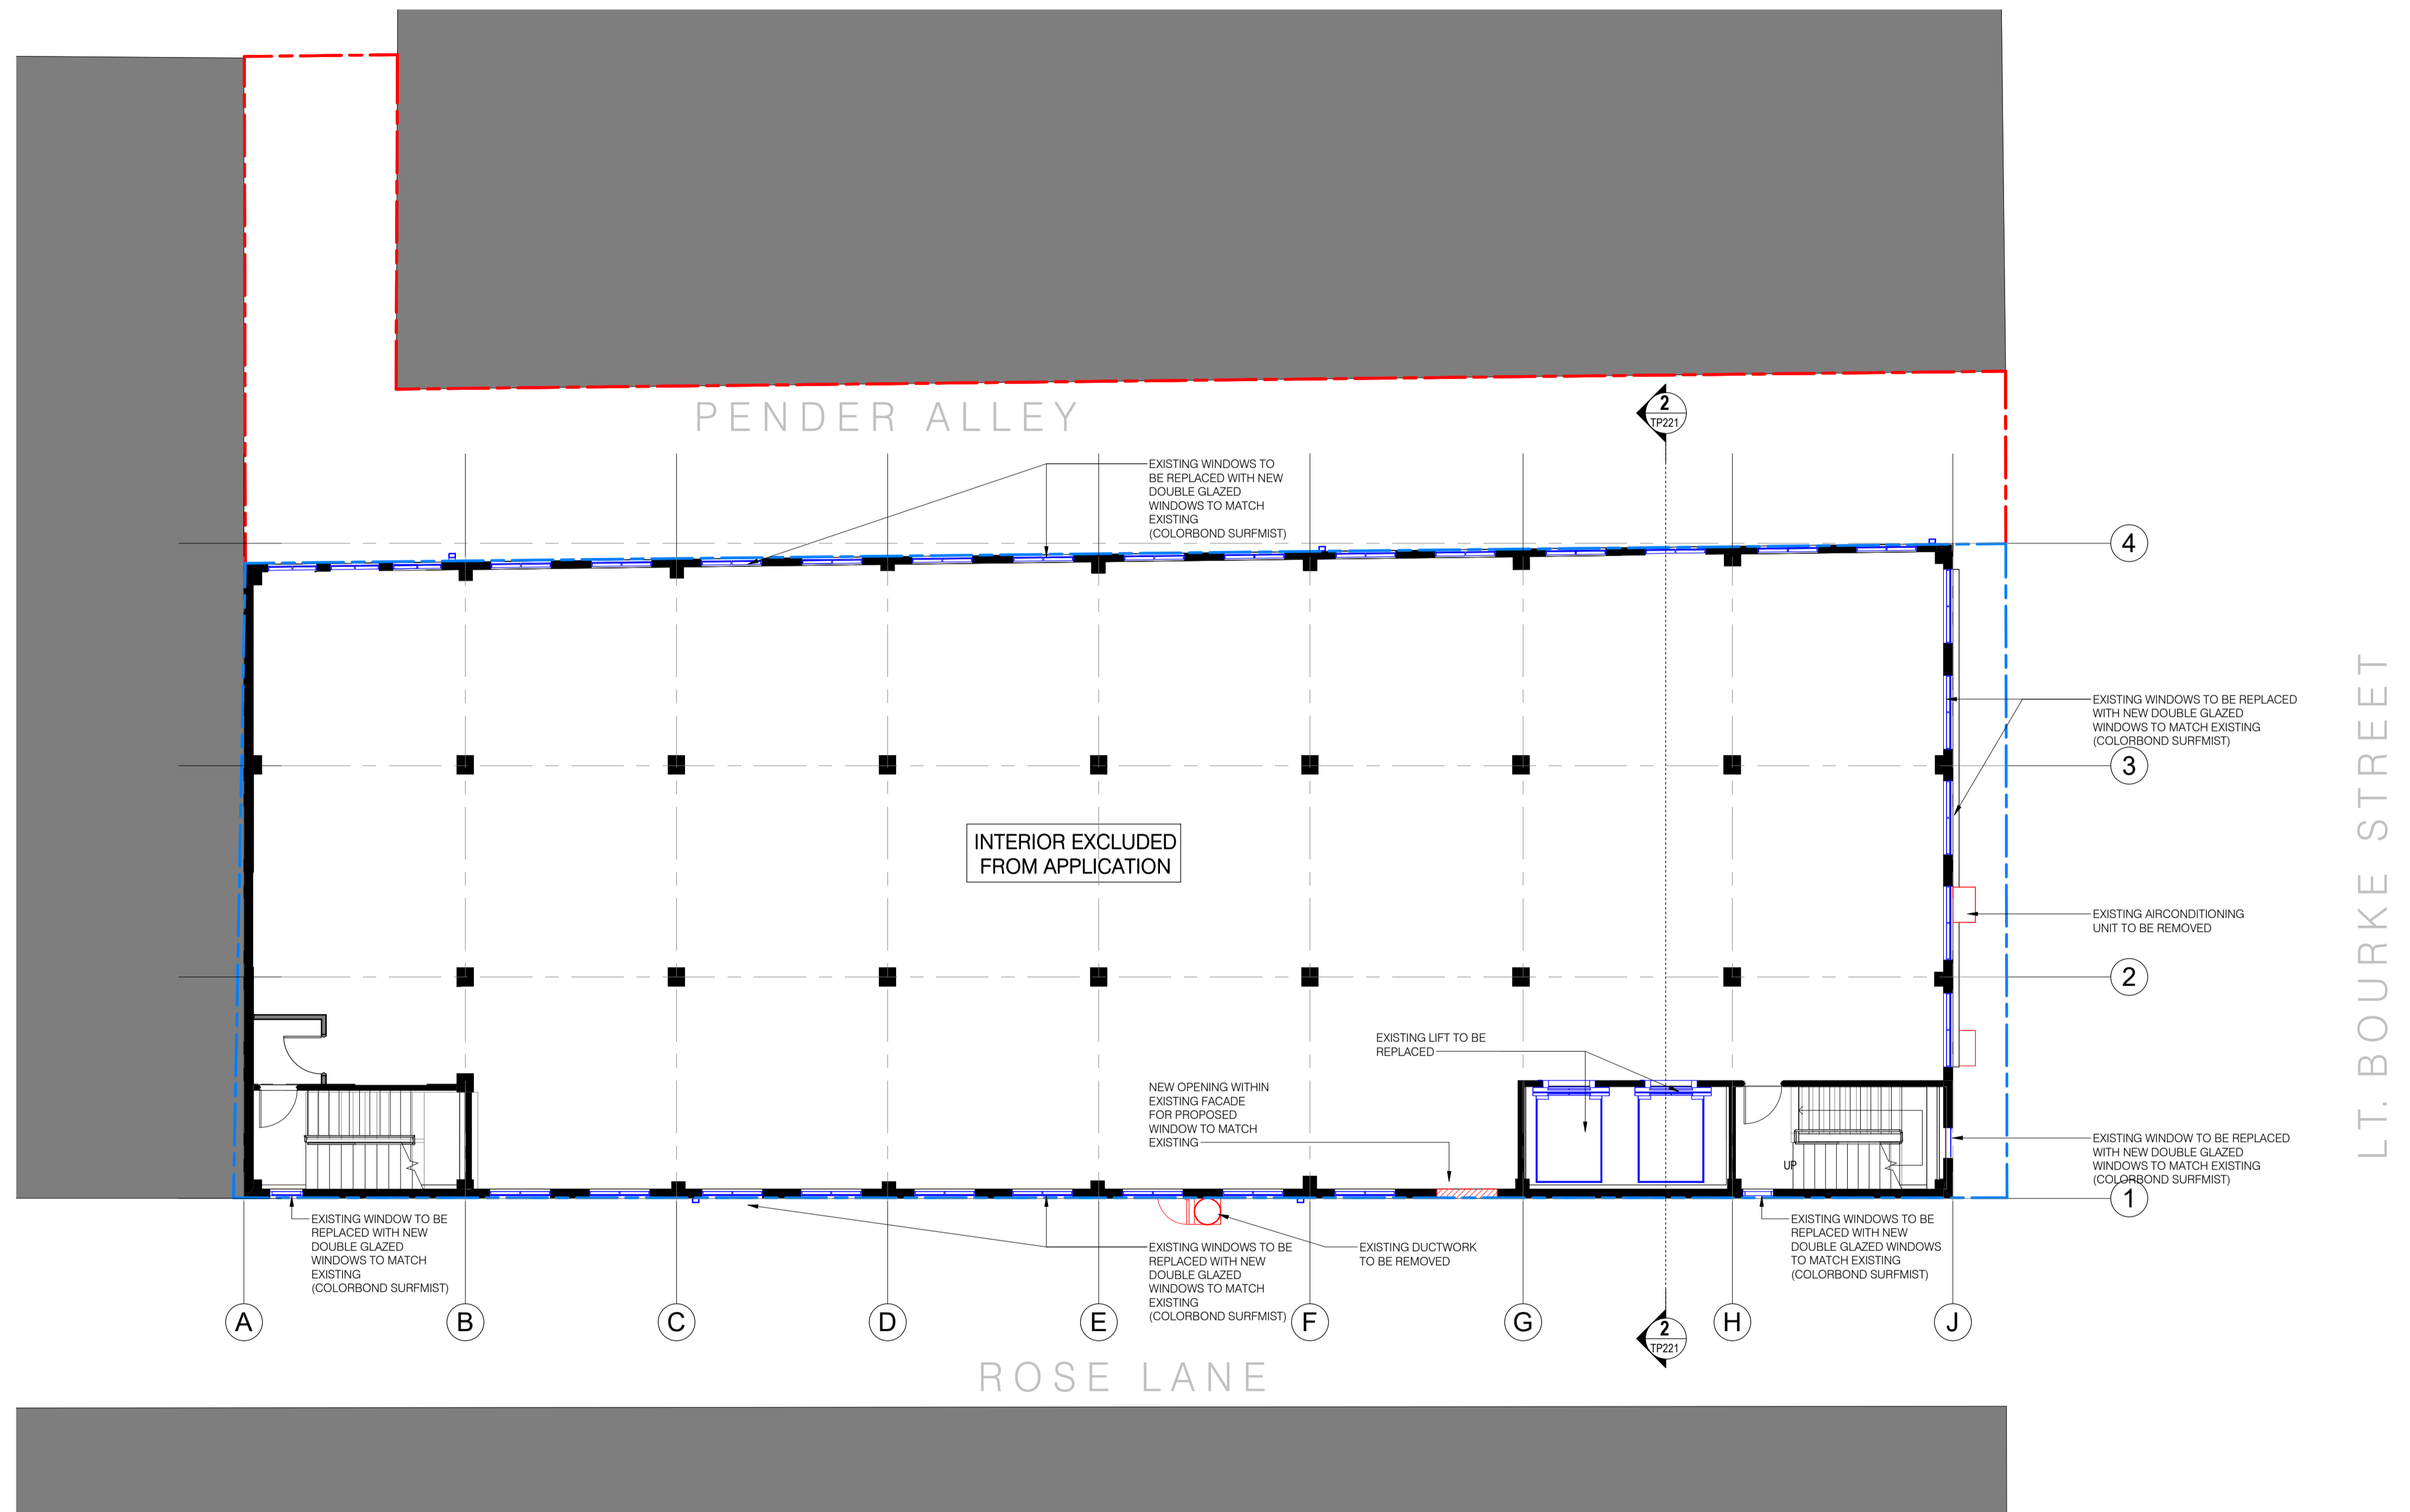 PENDER ALLEY
2
TP221
EXISTING WINDOWS TO
BE REPLACED WITH NEW
DOUBLE GLAZED
WINDOWS TO MATCH
EXISTING
(COLORBOND SURFMIST)
4
EXISTING WINDOWS TO BE REPLACED
WITH NEW DOUBLE GLAZED
WINDOWS TO MATCH EXISTING
(COLORBOND SURFMIST)
3
LT. BOURKE STREET
INTERIOR EXCLUDED
FROM APPLICATION
EXISTING AIRCONDITIONING
UNIT TO BE REMOVED
2
EXISTING LIFT TO BE
REPLACED
NEW OPENING WITHIN
EXISTING FACADE
FOR PROPOSED
WINDOW TO MATCH
EXISTING
UP
EXISTING WINDOW TO BE REPLACED
WITH NEW DOUBLE GLAZED
WINDOWS TO MATCH EXISTING
(COLORBOND SURFMIST)
1
EXISTING WINDOW TO BE
REPLACED WITH NEW
DOUBLE GLAZED
WINDOWS TO MATCH
EXISTING
(COLORBOND SURFMIST)
EXISTING WINDOWS TO BE
REPLACED WITH NEW
DOUBLE GLAZED
WINDOWS TO MATCH
EXISTING
(COLORBOND SURFMIST)
EXISTING DUCTWORK
TO BE REMOVED
EXISTING WINDOWS TO BE
REPLACED WITH NEW
DOUBLE GLAZED WINDOWS
TO MATCH EXISTING
(COLORBOND SURFMIST)
A
B
C
D
E
F
G
2
TP221
H
J
ROSE LANE